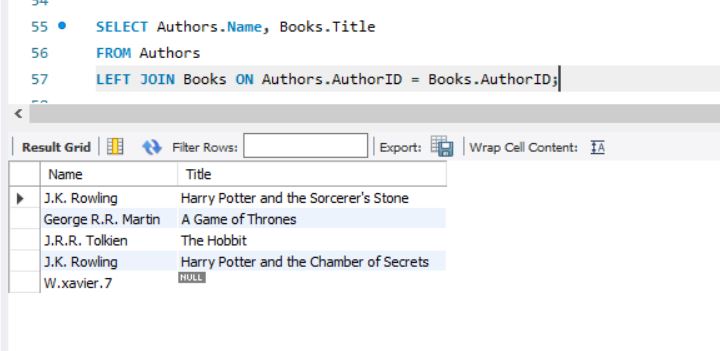 54
55 SELECT Authors.Name, Books.Title
56 FROM Authors
57 LEFT JOIN Books ON Authors.AuthorID = Books.AuthorID;
Result Grid Filter Rows: Export: Wrap Cell Content: IA
Name Title
J.K. Rowling Harry Potter and the Sorcerer's Stone
George R.R. Martin A Game of Thrones
J.R.R. Tolkien The Hobbit
J.K. Rowling Harry Potter and the Chamber of Secrets
W.xavier.7 NULL